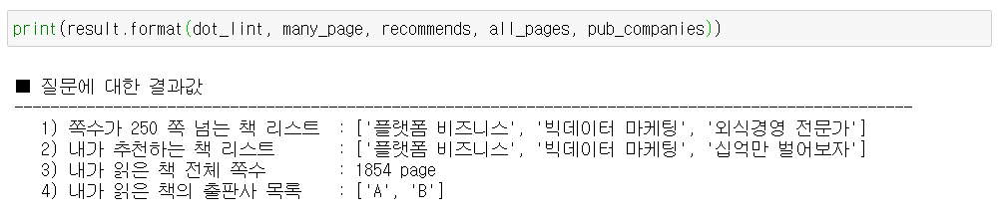 print(result.format(dot_lint, many_page, recommends, all_pages, pub_companies))
■ 질문에 대한 결과값
----------------------------------------------------------------------------------------------------
1) 쪽수가 250 쪽 넘는 책 리스트 : ['플랫폼 비즈니스', '빅데이터 마케팅', '외식경영 전문가']
2) 내가 추천하는 책 리스트 : ['플랫폼 비즈니스', '빅데이터 마케팅', '십억만 벌어보자']
3) 내가 읽은 책 전체 쪽수 : 1854 page
4) 내가 읽은 책의 출판사 목록 : ['A', 'B']